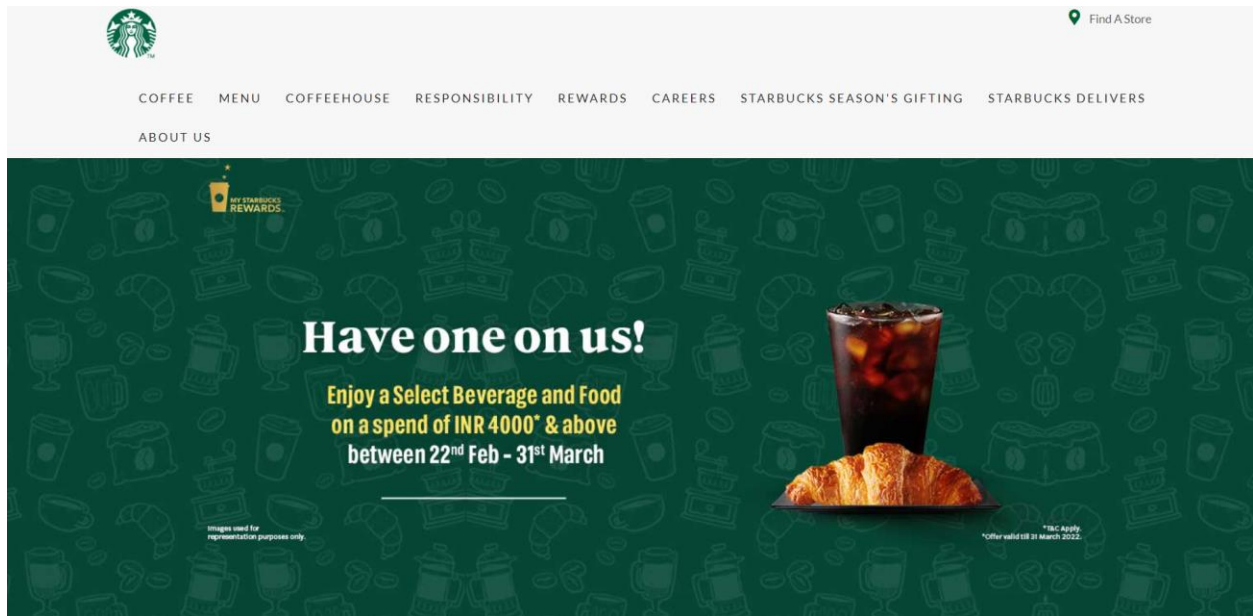 Find A Store
COFFEE MENU COFFEEHOUSE RESPONSIBILITY REWARDS CAREERS STARBUCKS SEASON'S GIFTING STARBUCKS DELIVERS
ABOUT US
MY STARBUCKS
REWARDS™
Have one on us!
Enjoy a Select Beverage and Food
on a spend of INR 4000* & above
between 22nd Feb - 31st March
Images used for
representation purposes only.
*T&C Apply.
*Offer valid till 31 March 2022.